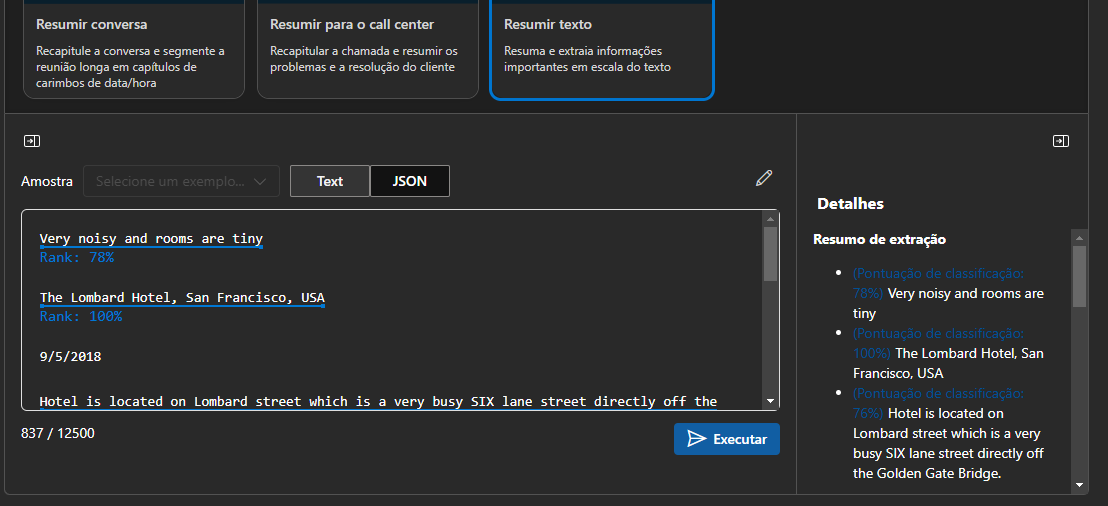 Resumir conversa
Recapitule a conversa e segmente a
reunião longa em capítulos de
carimbos de data/hora
Resumir para o call center
Recapitular a chamada e resumir os
problemas e a resolução do cliente
Resumir texto
Resuma e extraia informações
importantes em escala do texto
Amostra
Selecione um exemplo...
Text
JSON
Very noisy and rooms are tiny
Rank: 78%
The Lombard Hotel, San Francisco, USA
Rank: 100%
9/5/2018
Hotel is located on Lombard street which is a very busy SIX lane street directly off the
837 / 12500
Executar
Detalhes
Resumo de extração
(Pontuação de classificação:
78%) Very noisy and rooms are
tiny
(Pontuação de classificação:
100%) The Lombard Hotel, San
Francisco, USA
(Pontuação de classificação:
76%) Hotel is located on
Lombard street which is a very
busy SIX lane street directly off
the Golden Gate Bridge.